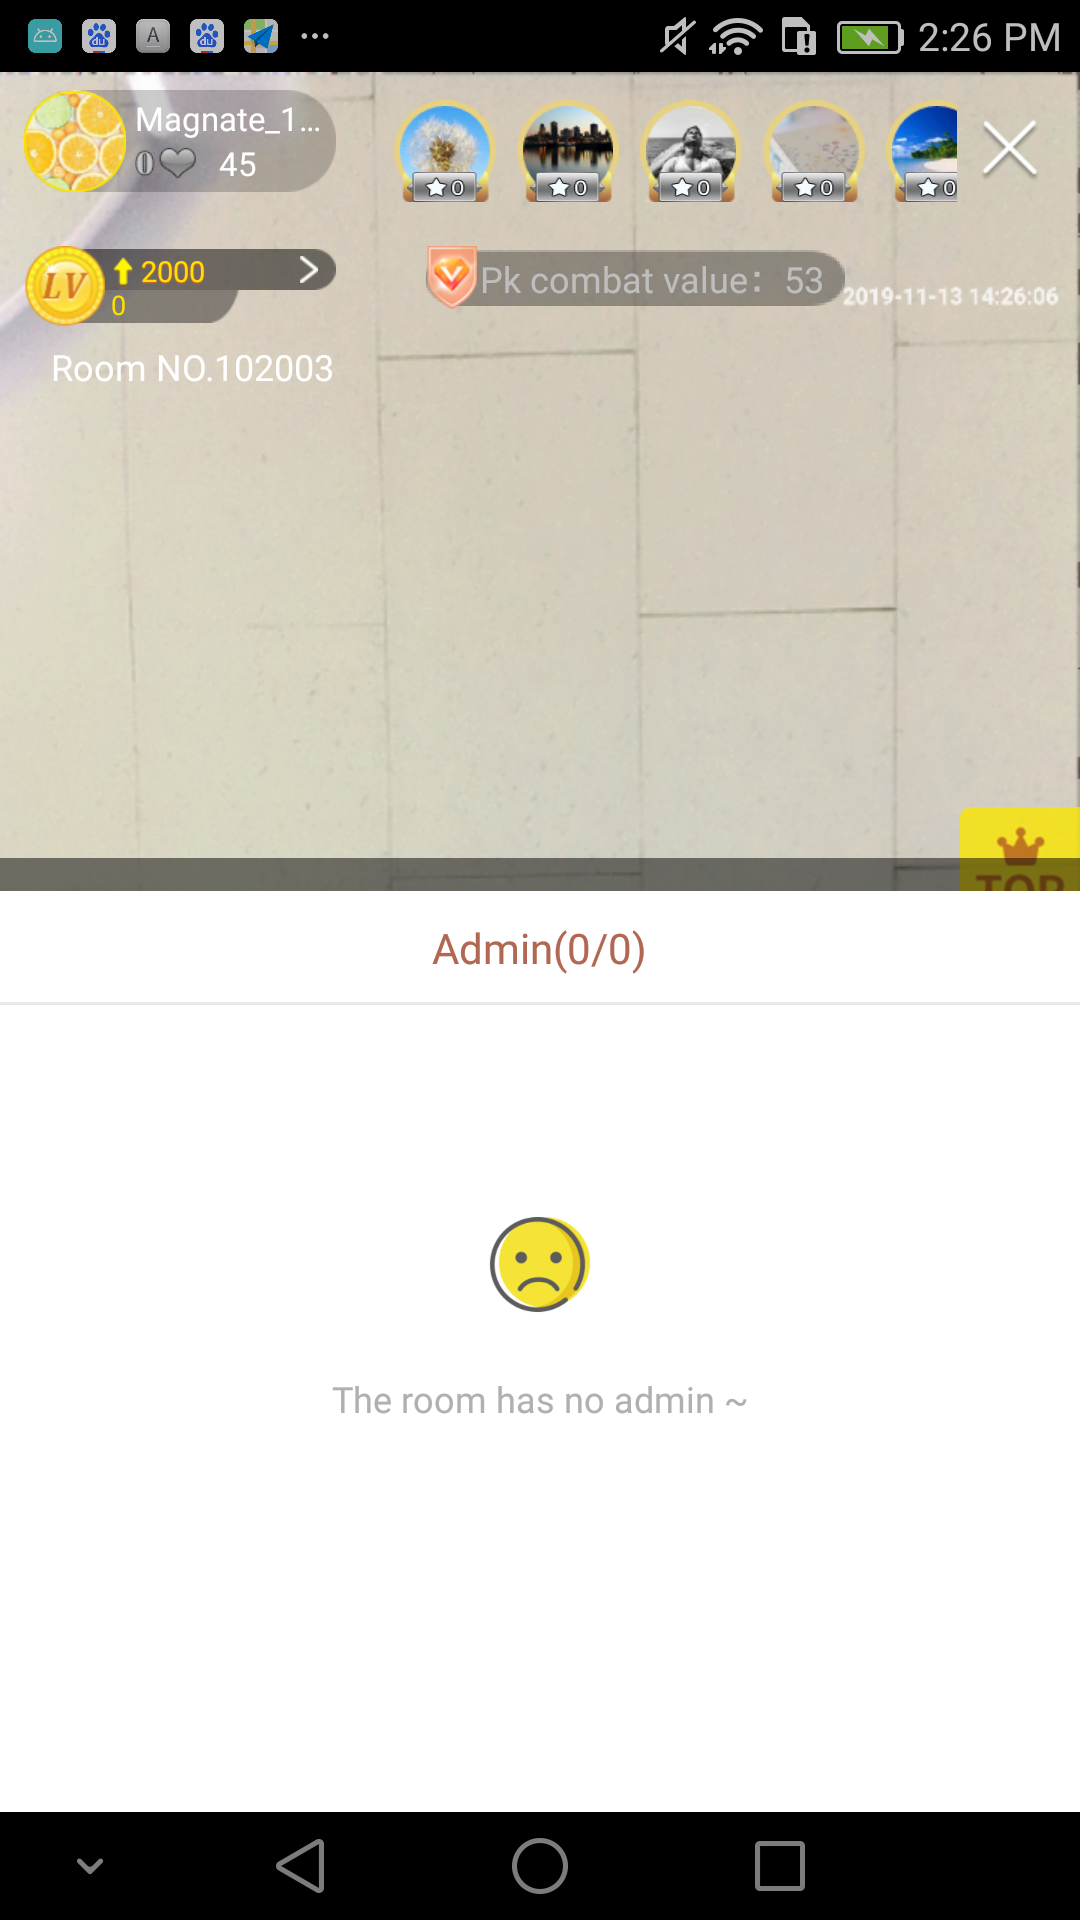 2:26 PM
Magnate_1...
0 45
0
0
0
0
0
LV 2000
0
Pk combat value: 53
2019-11-13 14:26:06
Room NO.102003
TOP
Admin(0/0)
The room has no admin ~